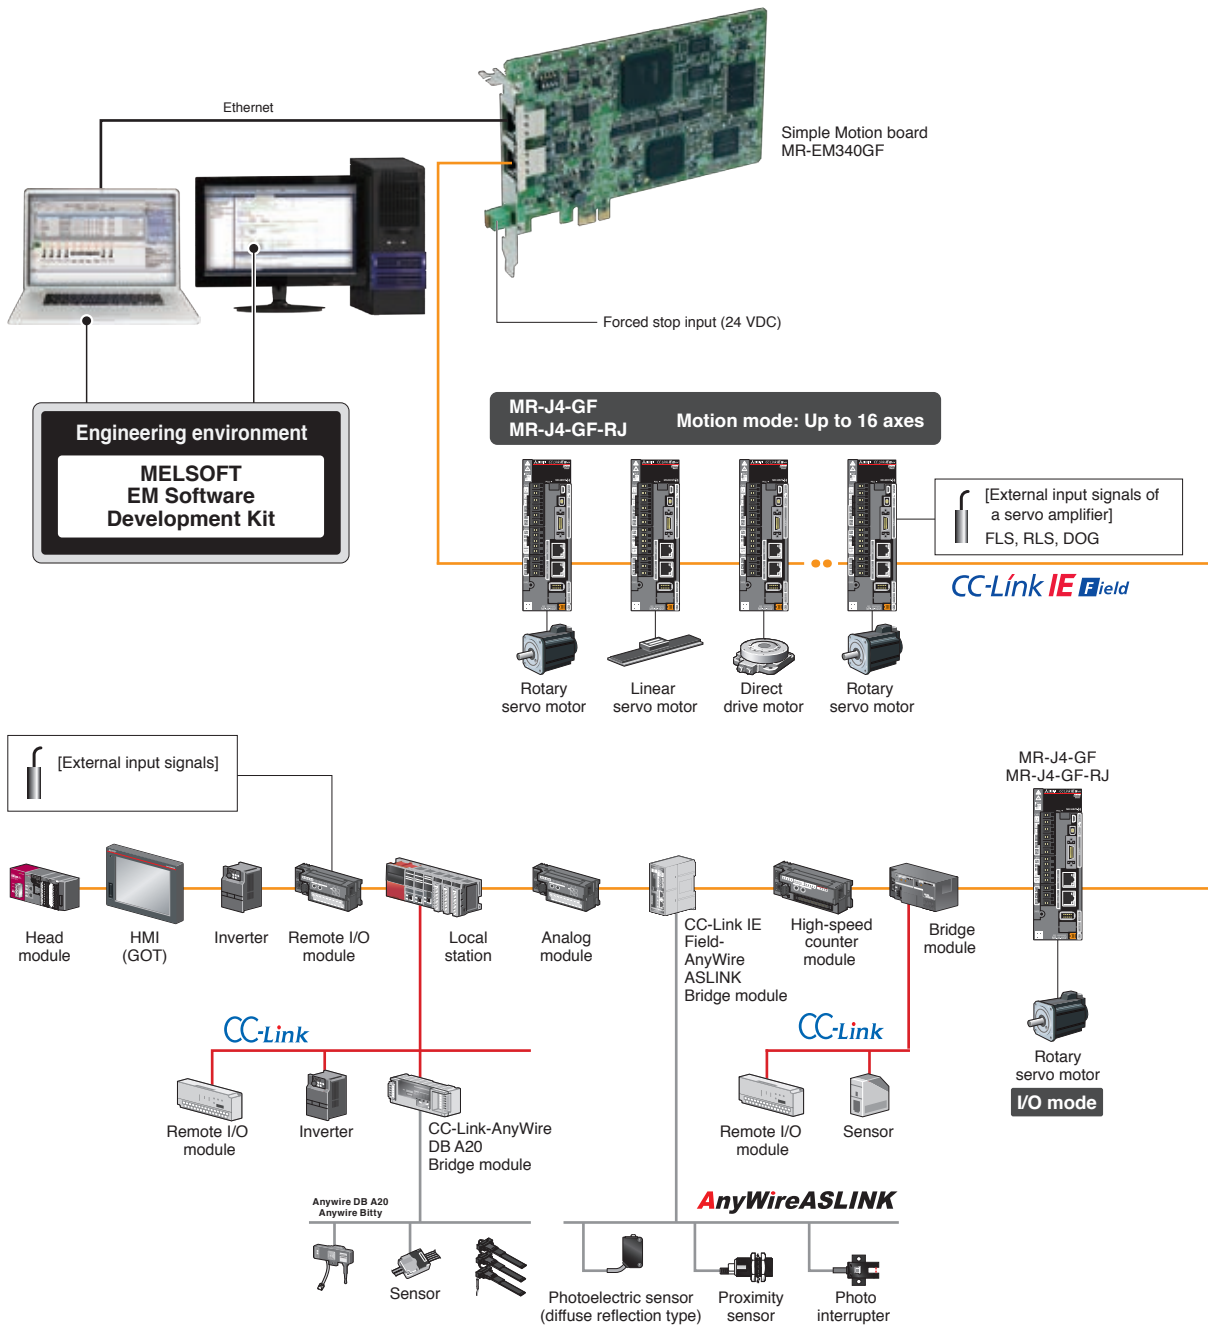 Ethernet
Simple Motion board
MR-EM340GF
Forced stop input (24 VDC)
Engineering environment
MELSOFT
EM Software
Development Kit
MR-J4-GF
MR-J4-GF-RJ
Motion mode: Up to 16 axes
[External input signals of
a servo amplifier]
FLS, RLS, DOG
CC-Link IE Field
Rotary
servo motor
Linear
servo motor
Direct
drive motor
Rotary
servo motor
[External input signals]
MR-J4-GF
MR-J4-GF-RJ
Head
module
HMI
(GOT)
Inverter
Remote I/O
module
Local
station
Analog
module
CC-Link IE
Field-
AnyWire
ASLINK
Bridge module
High-speed
counter
module
Bridge
module
Rotary
servo motor
I/O mode
CC-Link
Remote I/O
module
Inverter
CC-Link-AnyWire
DB A20
Bridge module
CC-Link
Remote I/O
module
Sensor
Anywire DB A20
Anywire Bitty
Sensor
AnyWireASLINK
Photoelectric sensor
(diffuse reflection type)
Proximity
sensor
Photo
interrupter